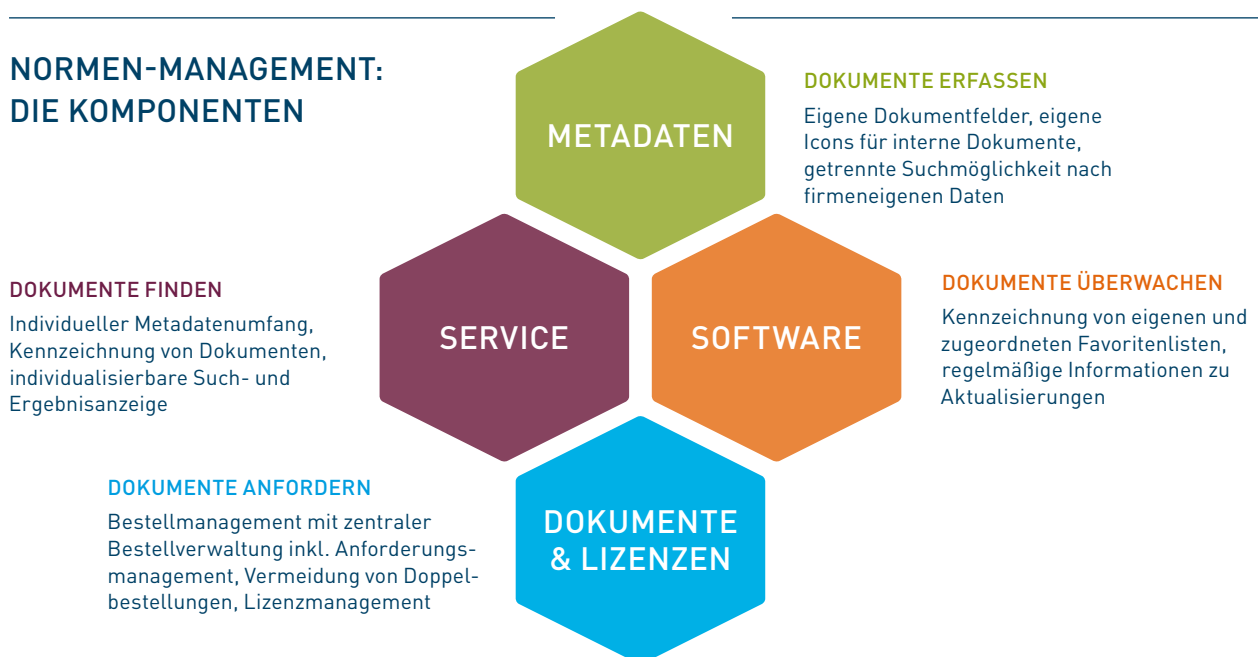 NORMEN-MANAGEMENT:
DIE KOMPONENTEN
METADATEN
DOKUMENTE ERFASSEN
Eigene Dokumentfelder, eigene
Icons für interne Dokumente,
getrennte Suchmöglichkeit nach
firmeneigenen Daten
DOKUMENTE FINDEN
Individueller Metadatenumfang,
Kennzeichnung von Dokumenten,
individualisierbare Such- und
Ergebnisanzeige
SERVICE
SOFTWARE
DOKUMENTE ÜBERWACHEN
Kennzeichnung von eigenen und
zugeordneten Favoritenlisten,
regelmäßige Informationen zu
Aktualisierungen
DOKUMENTE ANFORDERN
Bestellmanagement mit zentraler
Bestellverwaltung inkl. Anforderungs-
management, Vermeidung von Doppel-
bestellungen, Lizenzmanagement
DOKUMENTE
& LIZENZEN